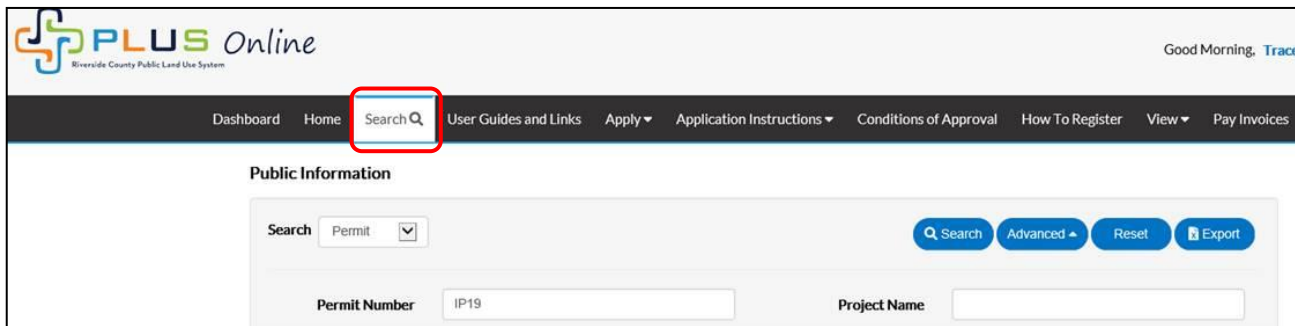 PLUS Online
Riverside County Public Land Use System
Good Morning, Trace
Dashboard Home Search User Guides and Links Apply Application Instructions Conditions of Approval How To Register View Pay Invoices
Public Information
Search Permit Search Advanced Reset Export
Permit Number IP19 Project Name